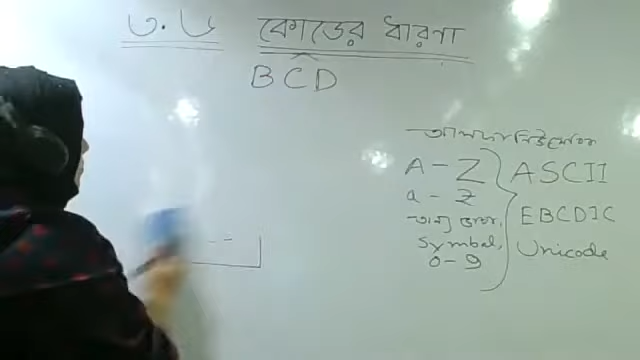 ৩.৬ কোডের ধারণা
BCD
আলফানিউমেরিক
A - Z
a - z
symbol,
0 - 9
ASCII
EBCDIC
Unicode